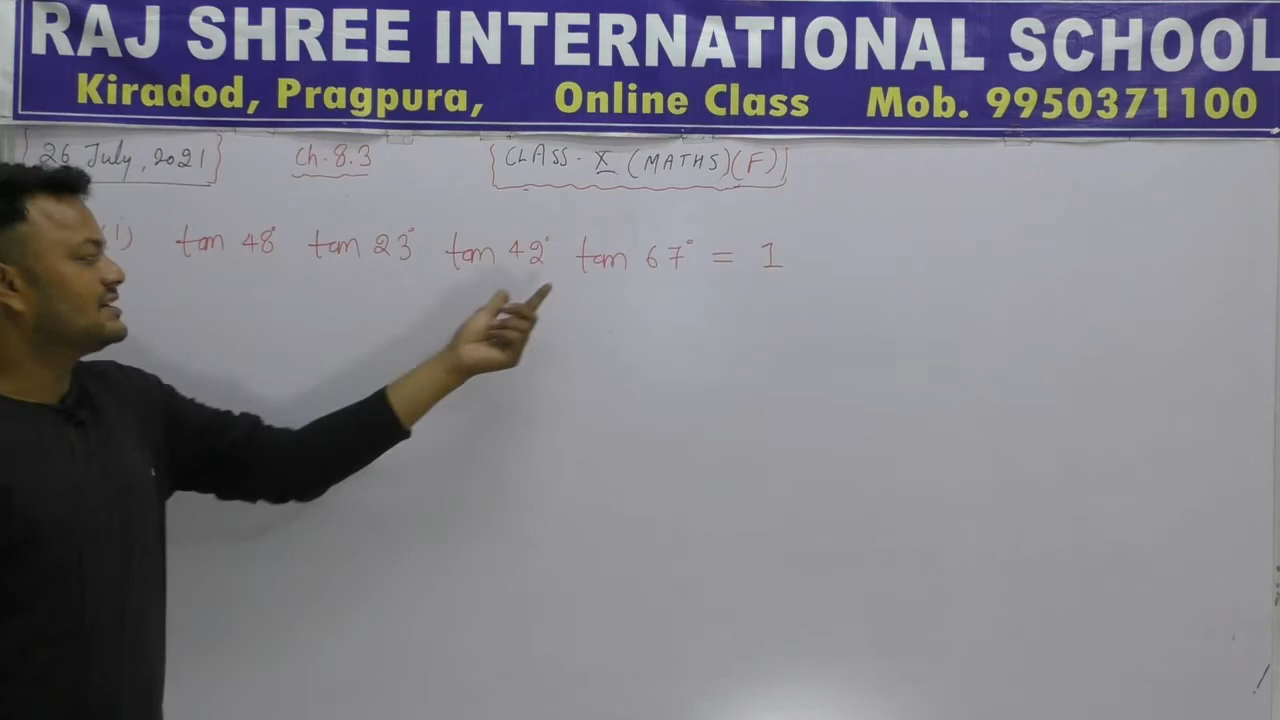 RAJ SHREE INTERNATIONAL SCHOOL
Kiradod, Pragpura, Online Class Mob. 9950371100
[26 July, 2021] Ch-8.3 [CLASS - X (MATHS)(F)]
i) tan 48° tan 23° tan 42° tan 67° = 1